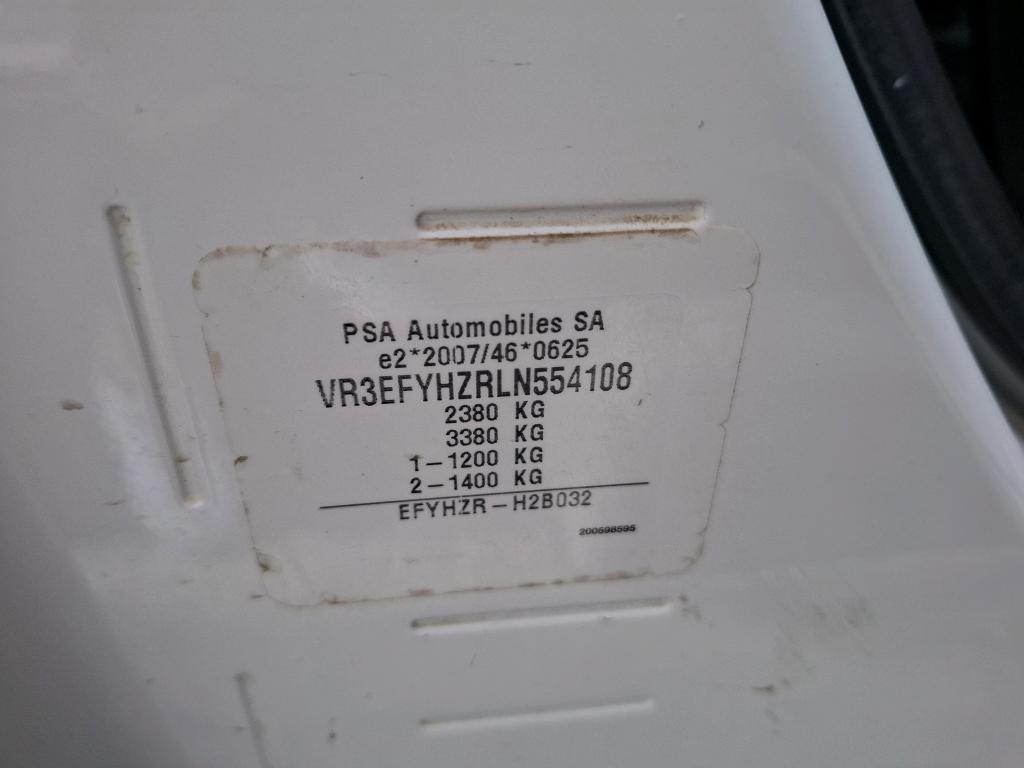 PSA Automobiles SA
e2*2007/46*0625
VR3EFYHZRLN554108
2380 KG
3380 KG
1-1200 KG
2-1400 KG
EFYHZR-H2B032
200598595